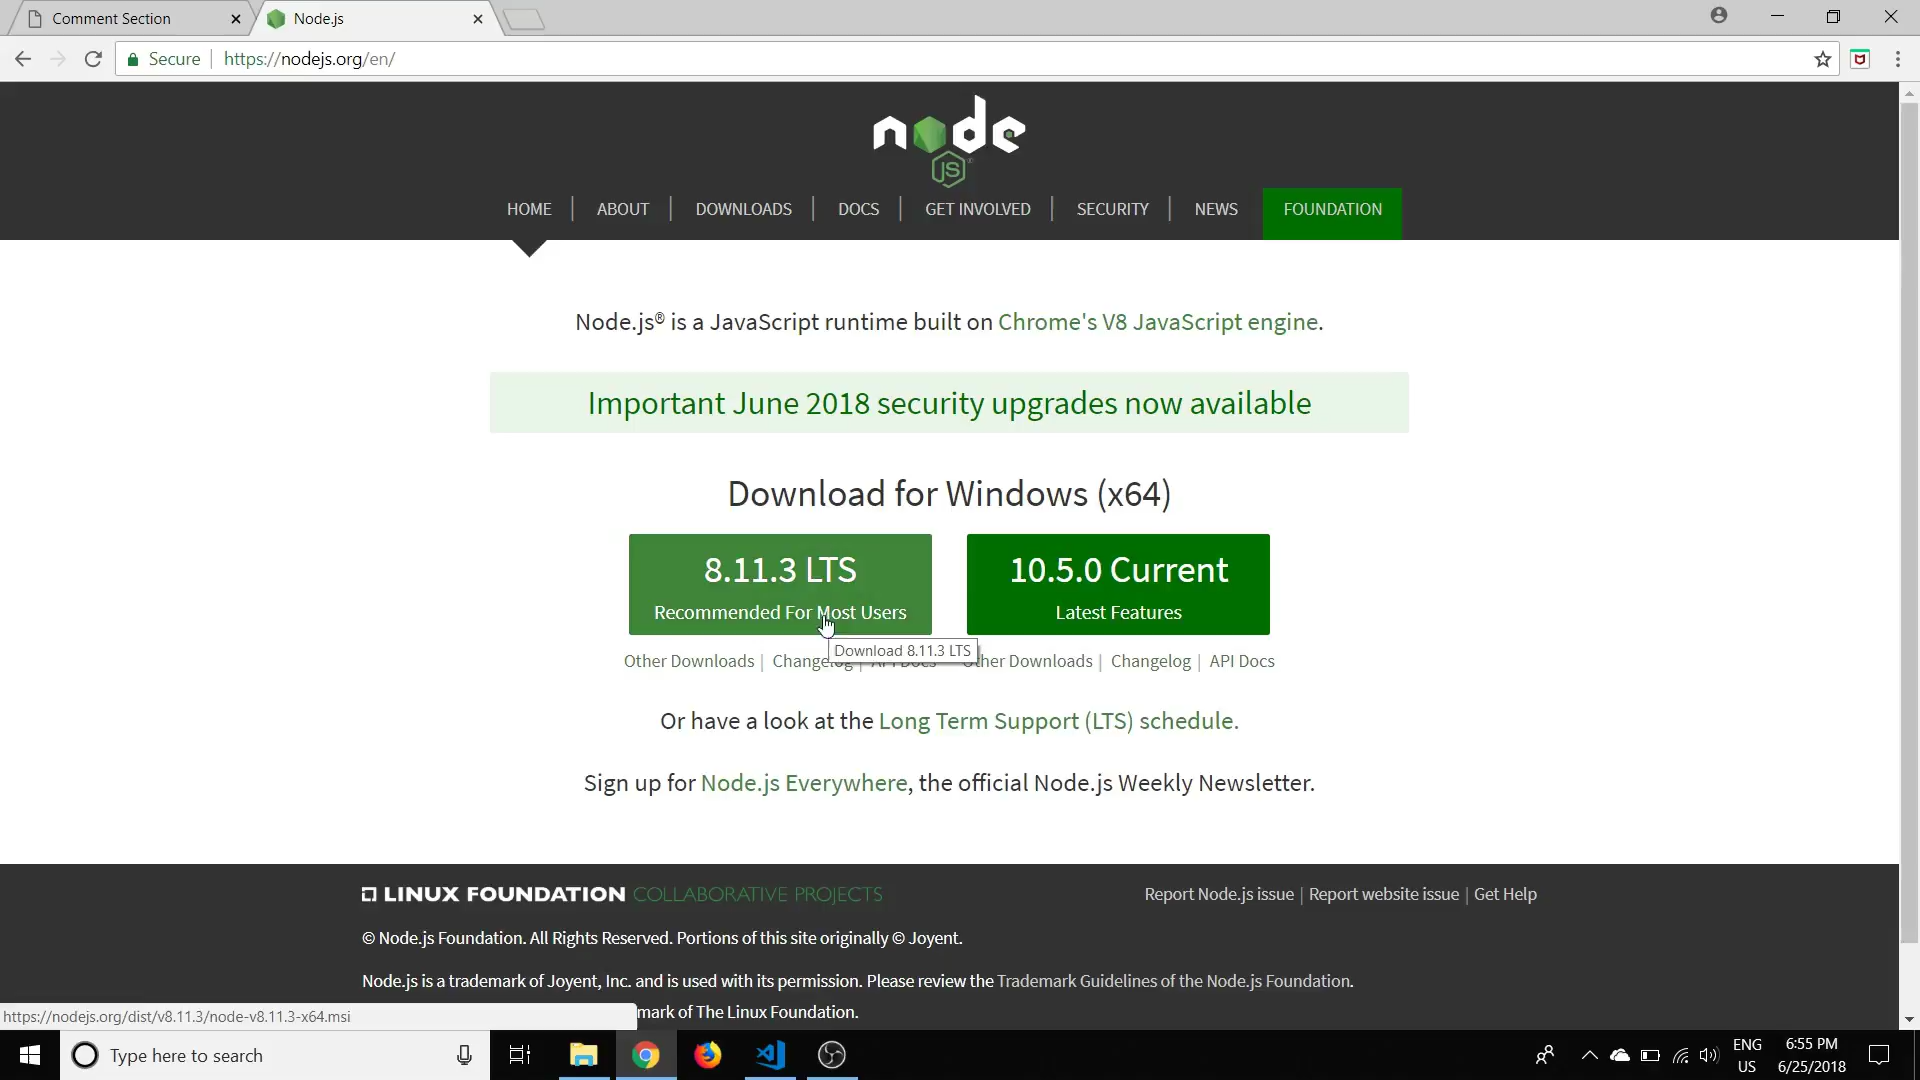 Comment Section
Node.js
Secure
https://nodejs.org/en/
node
JS
HOME
ABOUT
DOWNLOADS
DOCS
GET INVOLVED
SECURITY
NEWS
FOUNDATION
Node.js® is a JavaScript runtime built on Chrome's V8 JavaScript engine.
Important June 2018 security upgrades now available
Download for Windows (x64)
8.11.3 LTS
Recommended For Most Users
10.5.0 Current
Latest Features
Download 8.11.3 LTS
Other Downloads | Changelog | API Docs
Other Downloads | Changelog | API Docs
Or have a look at the Long Term Support (LTS) schedule.
Sign up for Node.js Everywhere, the official Node.js Weekly Newsletter.
LINUX FOUNDATION COLLABORATIVE PROJECTS
Report Node.js issue | Report website issue | Get Help
© Node.js Foundation. All Rights Reserved. Portions of this site originally © Joyent.
Node.js is a trademark of Joyent, Inc. and is used with its permission. Please review the Trademark Guidelines of the Node.js Foundation.
mark of The Linux Foundation.
https://nodejs.org/dist/v8.11.3/node-v8.11.3-x64.msi
Type here to search
ENG
US
6:55 PM
6/25/2018